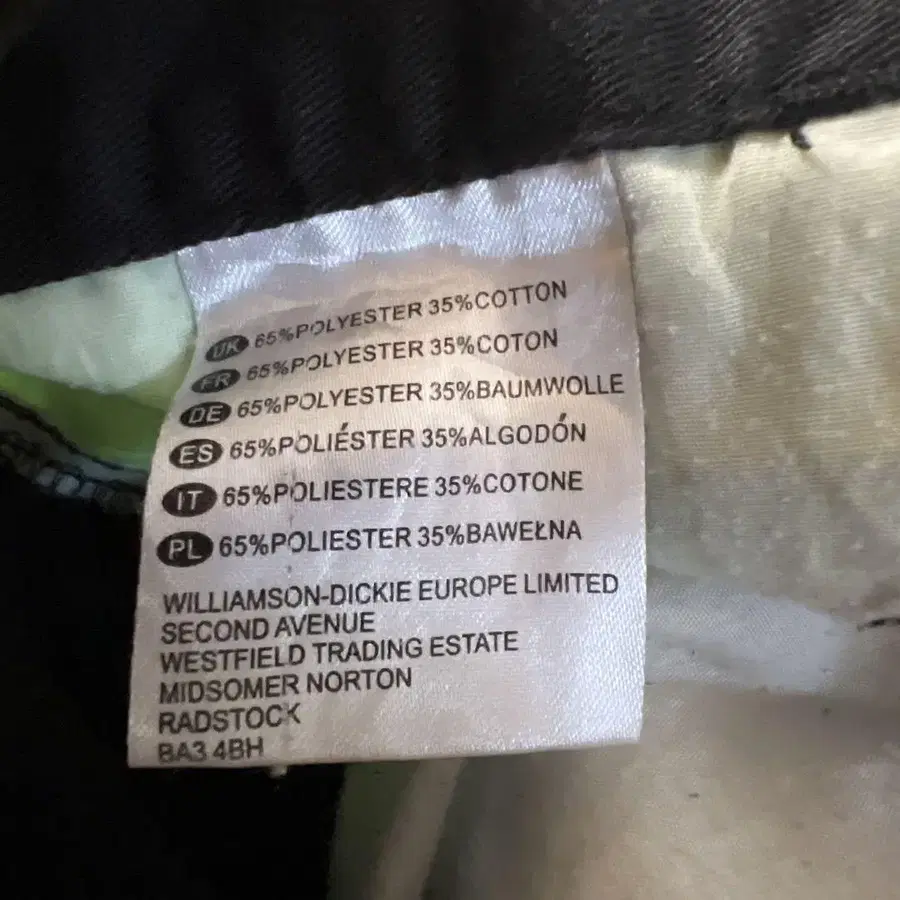 UK 65%POLYESTER 35%COTTON
FR 65%POLYESTER 35%COTON
DE 65%POLYESTER 35%BAUMWOLLE
ES 65%POLIÉSTER 35%ALGODÓN
IT 65%POLIESTERE 35%COTONE
PL 65%POLIESTER 35%BAWEŁNA
WILLIAMSON-DICKIE EUROPE LIMITED
SECOND AVENUE
WESTFIELD TRADING ESTATE
MIDSOMER NORTON
RADSTOCK
BA3 4BH